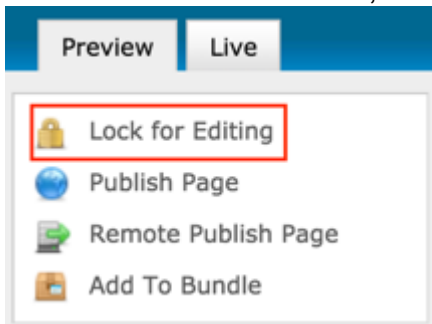 Preview Live
Lock for Editing
Publish Page
Remote Publish Page
Add To Bundle